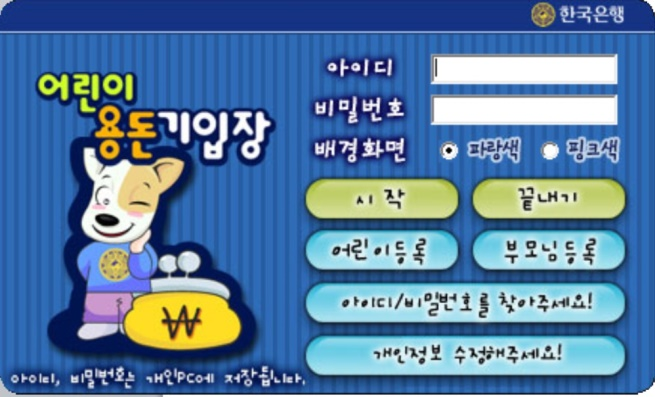 한국은행
어린이
용돈기입장
아이디
비밀번호
배경화면 파랑색 핑크색
시작 끝내기
어린이등록 부모님등록
아이디/비밀번호를 찾아주세요!
개인정보 수정해주세요!
₩
아이디, 비밀번호는 개인PC에 저장됩니다.